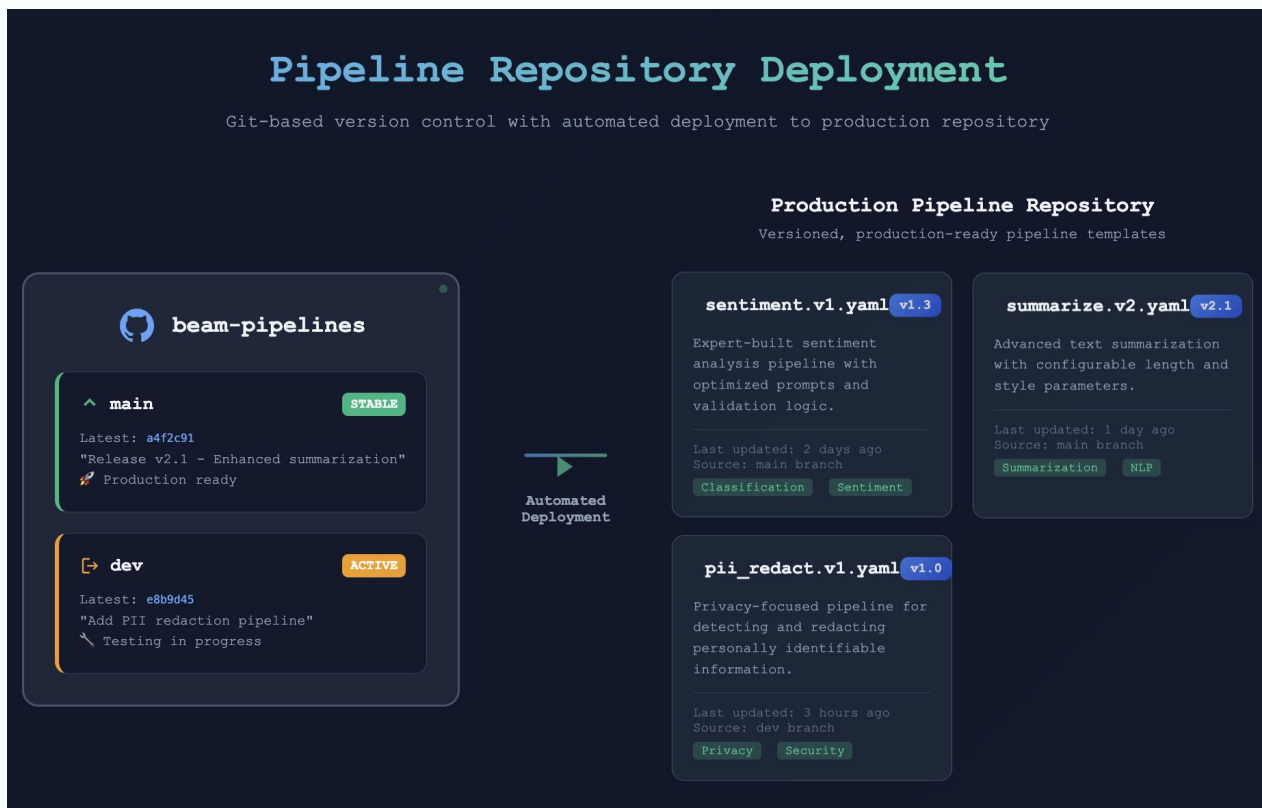 Pipeline Repository Deployment
Git-based version control with automated deployment to production repository
Production Pipeline Repository
Versioned, production-ready pipeline templates
beam-pipelines
main
STABLE
Latest: a4f2c91
"Release v2.1 - Enhanced summarization"
🚀 Production ready
dev
ACTIVE
Latest: e8b9d45
"Add PII redaction pipeline"
🔧 Testing in progress
Automated
Deployment
sentiment.v1.yaml
v1.3
Expert-built sentiment
analysis pipeline with
optimized prompts and
validation logic.
Last updated: 2 days ago
Source: main branch
Classification
Sentiment
summarize.v2.yaml
v2.1
Advanced text summarization
with configurable length and
style parameters.
Last updated: 1 day ago
Source: main branch
Summarization
NLP
pii_redact.v1.yaml
v1.0
Privacy-focused pipeline for
detecting and redacting
personally identifiable
information.
Last updated: 3 hours ago
Source: dev branch
Privacy
Security